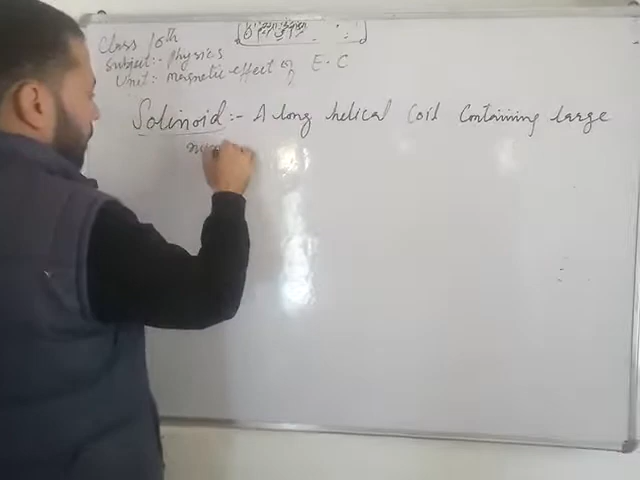 Class 10th
Subject:- Physics
Unit:- magnetic effect of E.C
Solinoid:- A long helical Coil Containing large